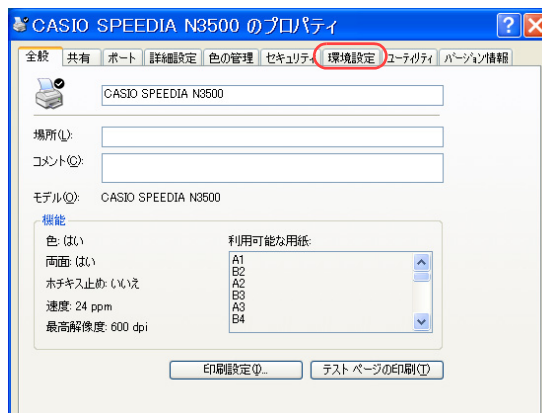 CASIO SPEEDIA N3500 のプロパティ
全般 共有 ポート 詳細設定 色の管理 セキュリティ 環境設定 ユーティリティ バージョン情報
CASIO SPEEDIA N3500
場所(L):
コメント(C):
モデル(O): CASIO SPEEDIA N3500
機能
色: はい
両面: はい
ホチキス止め: いいえ
速度: 24 ppm
最高解像度: 600 dpi
利用可能な用紙:
A1
B2
A2
B3
A3
B4
印刷設定(I)... テスト ページの印刷(T)